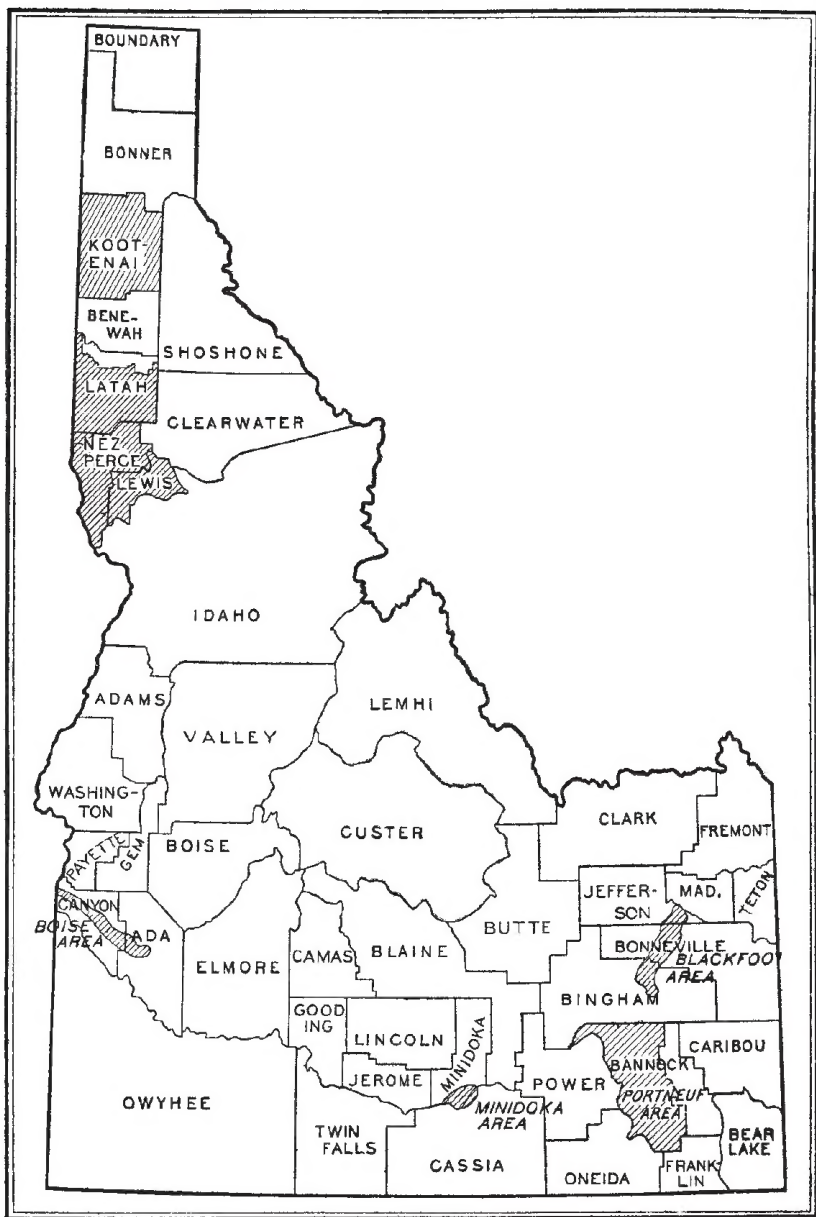 BOUNDARY
BONNER
KOOT-
ENAI
BENE-
WAH
SHOSHONE
LATAH
CLEARWATER
NEZ
PERCE
LEWIS
IDAHO
ADAMS
LEMHI
VALLEY
WASHING-
TON
CUSTER
CLARK
FREMONT
PAYETTE
GEM
BOISE
JEFFER-
SON
MAD.
TETON
CANYON
BOISE
AREA
ADA
BUTTE
BONNEVILLE
BLACKFOOT
AREA
ELMORE
CAMAS
BLAINE
BINGHAM
GOOD
ING
LINCOLN
MINIDOKA
JEROME
CARIBOU
BANNOCK
POWER
PORTNEUF
AREA
OWYHEE
MINIDOKA
AREA
TWIN
FALLS
CASSIA
ONEIDA
FRANK
LIN
BEAR
LAKE